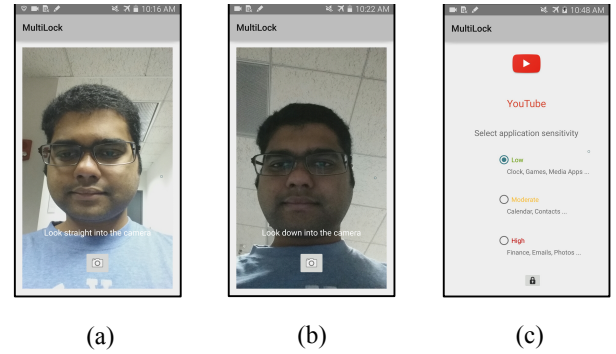 10:16 AM
MultiLock
Look straight into the camera
(a)
10:22 AM
MultiLock
Look down into the camera
(b)
10:48 AM
MultiLock
YouTube
Select application sensitivity
Low
Clock, Games, Media Apps ...
Moderate
Calendar, Contacts ...
High
Finance, Emails, Photos ...
(c)